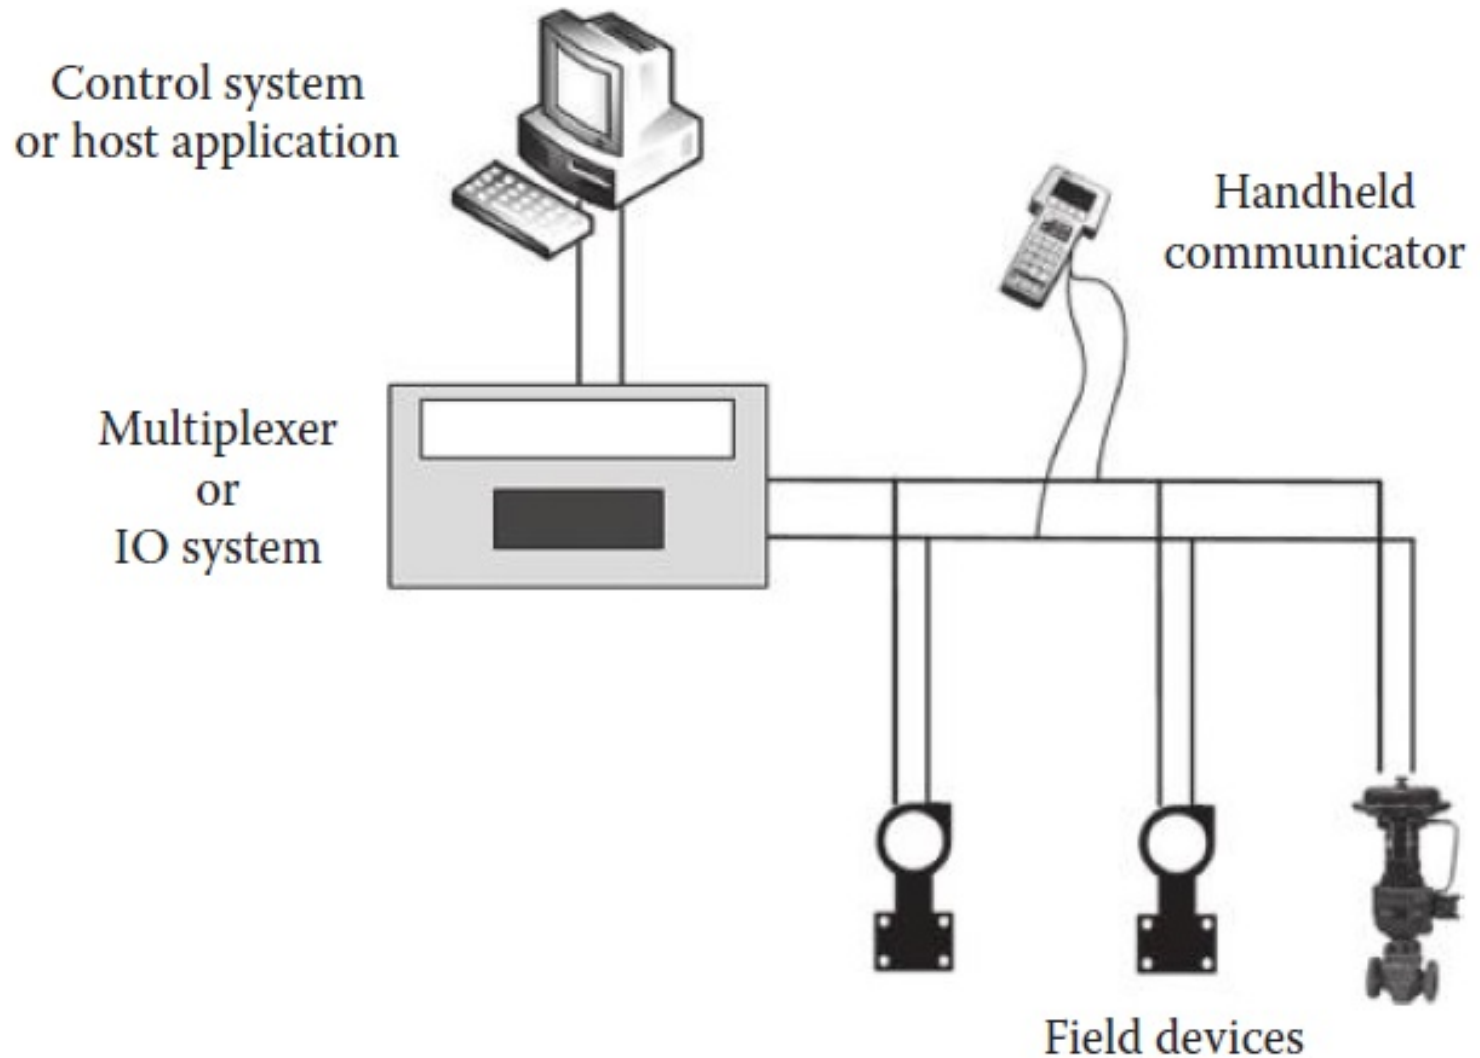 Control system
or host application
Handheld
communicator
Multiplexer
or
IO system
Field devices